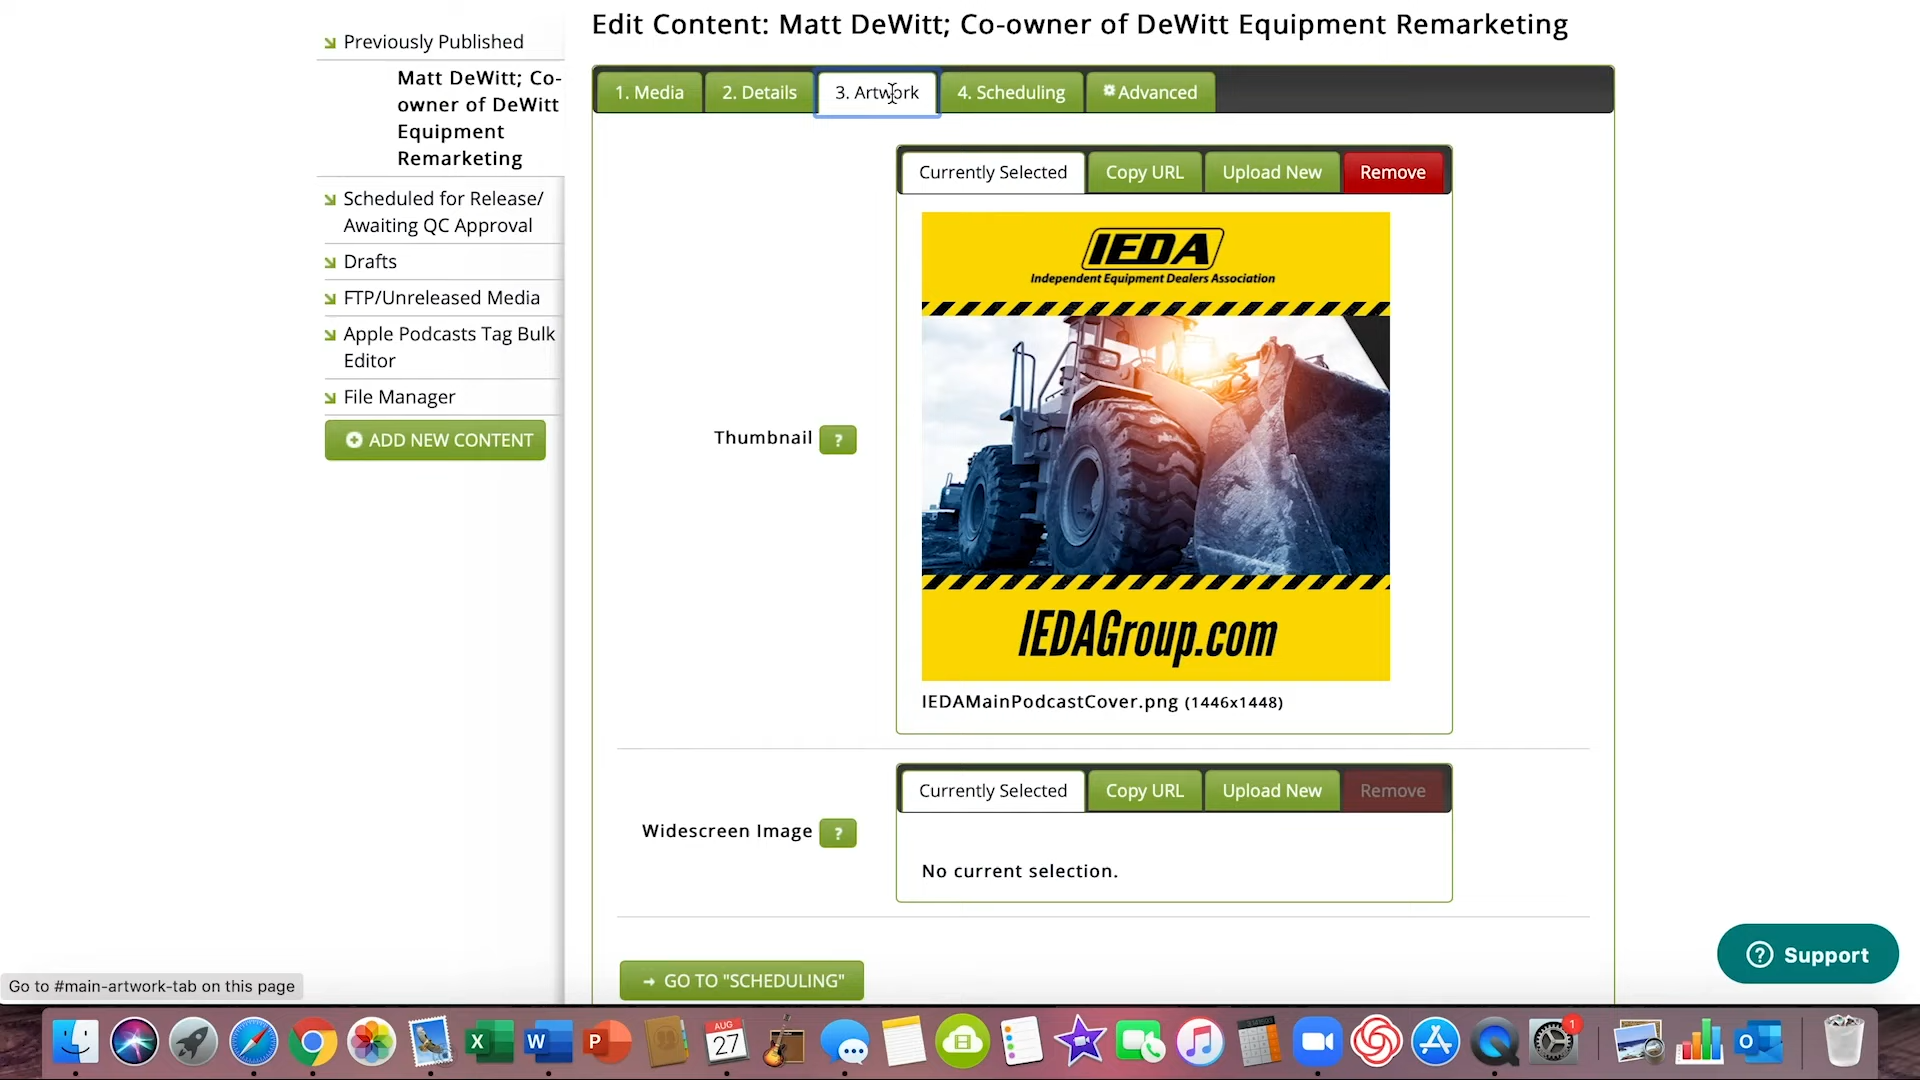 Edit Content: Matt DeWitt; Co-owner of DeWitt Equipment Remarketing
Previously Published
Matt DeWitt; Co-
owner of DeWitt
Equipment
Remarketing
Scheduled for Release/
Awaiting QC Approval
Drafts
FTP/Unreleased Media
Apple Podcasts Tag Bulk
Editor
File Manager
ADD NEW CONTENT
1. Media
2. Details
3. Artwork
4. Scheduling
Advanced
Currently Selected
Copy URL
Upload New
Remove
Thumbnail ?
IEDA
Independent Equipment Dealers Association
IEDAGroup.com
IEDAMainPodcastCover.png (1446x1448)
Currently Selected
Copy URL
Upload New
Remove
Widescreen Image ?
No current selection.
→ GO TO "SCHEDULING"
? Support
Go to #main-artwork-tab on this page
X
W
P
AUG
27
1
O